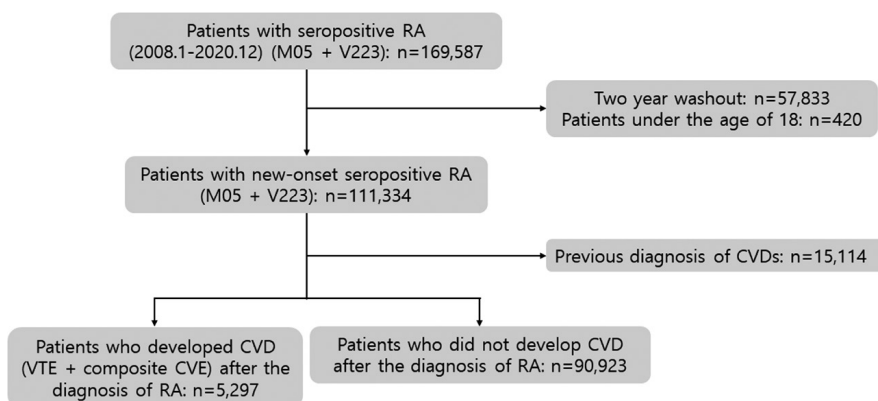 Patients with seropositive RA
(2008.1-2020.12) (M05 + V223): n=169,587
Two year washout: n=57,833
Patients under the age of 18: n=420
Patients with new-onset seropositive RA
(M05 + V223): n=111,334
Previous diagnosis of CVDs: n=15,114
Patients who developed CVD
(VTE + composite CVE) after the
diagnosis of RA: n=5,297
Patients who did not develop CVD
after the diagnosis of RA: n=90,923